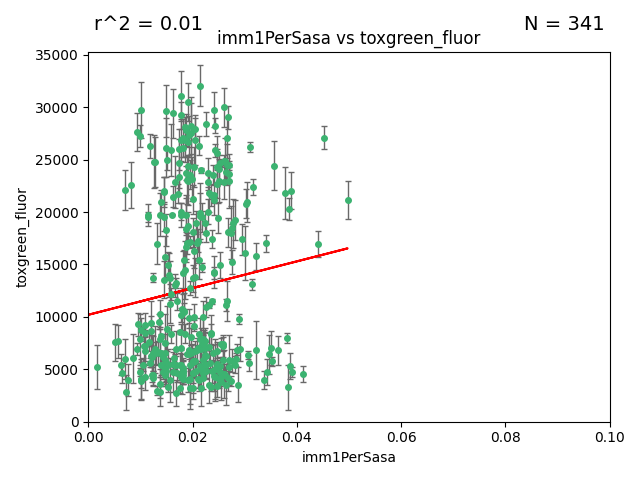 r^2 = 0.01
N = 341
imm1PerSasa vs toxgreen_fluor
35000
30000
25000
20000
15000
10000
5000
0
toxgreen_fluor
0.00
0.02
0.04
0.06
0.08
0.10
imm1PerSasa